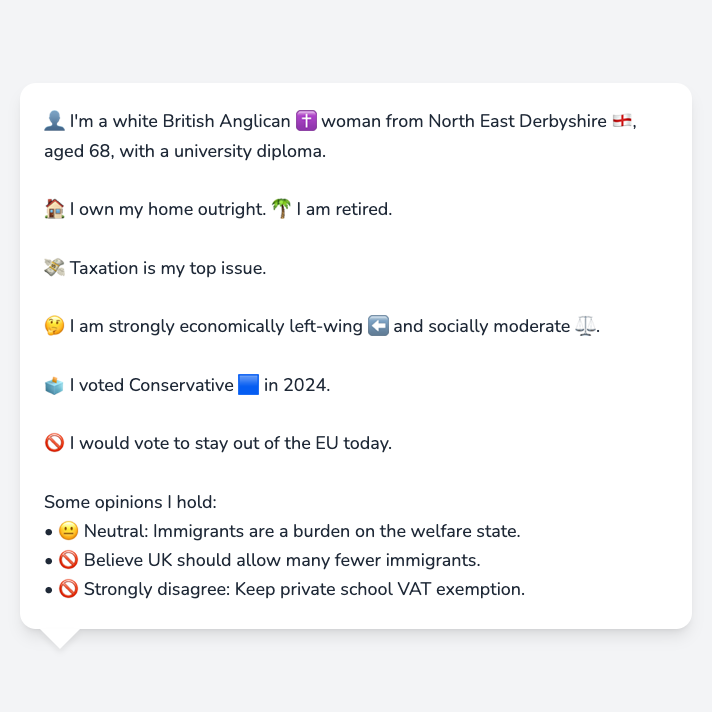 👤 I'm a white British Anglican ✝️ woman from North East Derbyshire 🏴󠁧󠁢󠁥󠁮󠁧󠁿,
aged 68, with a university diploma.
🏠 I own my home outright. 🌴 I am retired.
💸 Taxation is my top issue.
🤔 I am strongly economically left-wing ⬅️ and socially moderate ⚖️.
🗳️ I voted Conservative 🟦 in 2024.
🚫 I would vote to stay out of the EU today.
Some opinions I hold:
• 😐 Neutral: Immigrants are a burden on the welfare state.
• 🚫 Believe UK should allow many fewer immigrants.
• 🚫 Strongly disagree: Keep private school VAT exemption.